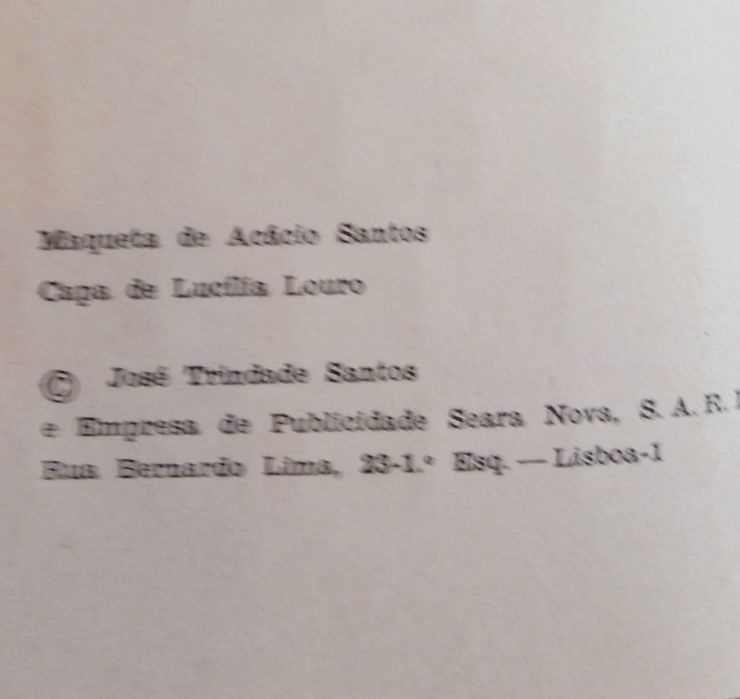 Maqueta de Acácio Santos
Capa de Lucília Louro
© José Trindade Santos
e Empresa de Publicidade Seara Nova, S. A. R.
Rua Bernardo Lima, 23-1.º Esq. — Lisboa-1